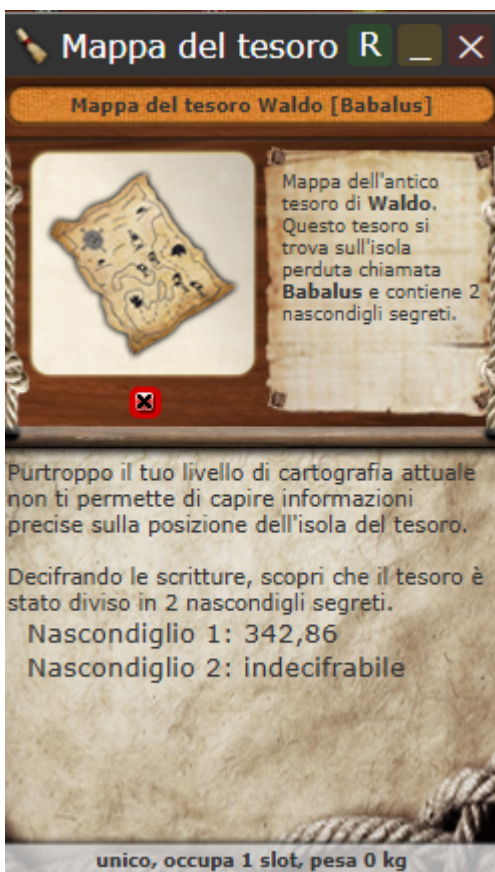 Mappa del tesoro R _ ×
Mappa del tesoro Waldo [Babalus]
Mappa dell'antico
tesoro di Waldo.
Questo tesoro si
trova sull'isola
perduta chiamata
Babalus e contiene 2
nascondigli segreti.
Purtroppo il tuo livello di cartografia attuale
non ti permette di capire informazioni
precise sulla posizione dell'isola del tesoro.
Decifrando le scritture, scopri che il tesoro è
stato diviso in 2 nascondigli segreti.
Nascondiglio 1: 342,86
Nascondiglio 2: indecifrabile
unico, occupa 1 slot, pesa 0 kg